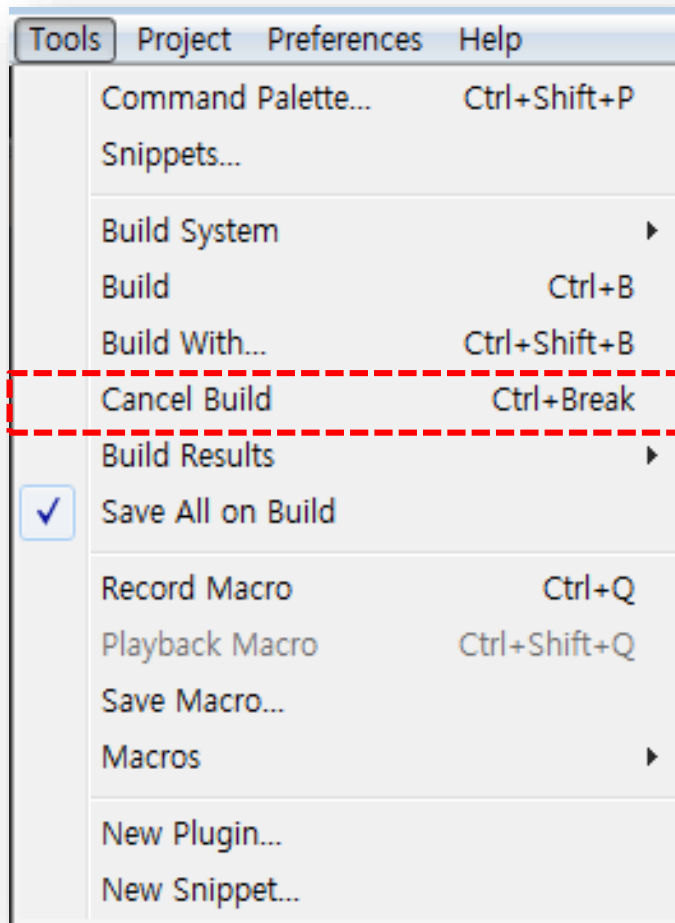 Tools Project Preferences Help
Command Palette... Ctrl+Shift+P
Snippets...
Build System
Build Ctrl+B
Build With... Ctrl+Shift+B
Cancel Build Ctrl+Break
Build Results
Save All on Build
Record Macro Ctrl+Q
Playback Macro Ctrl+Shift+Q
Save Macro...
Macros
New Plugin...
New Snippet...